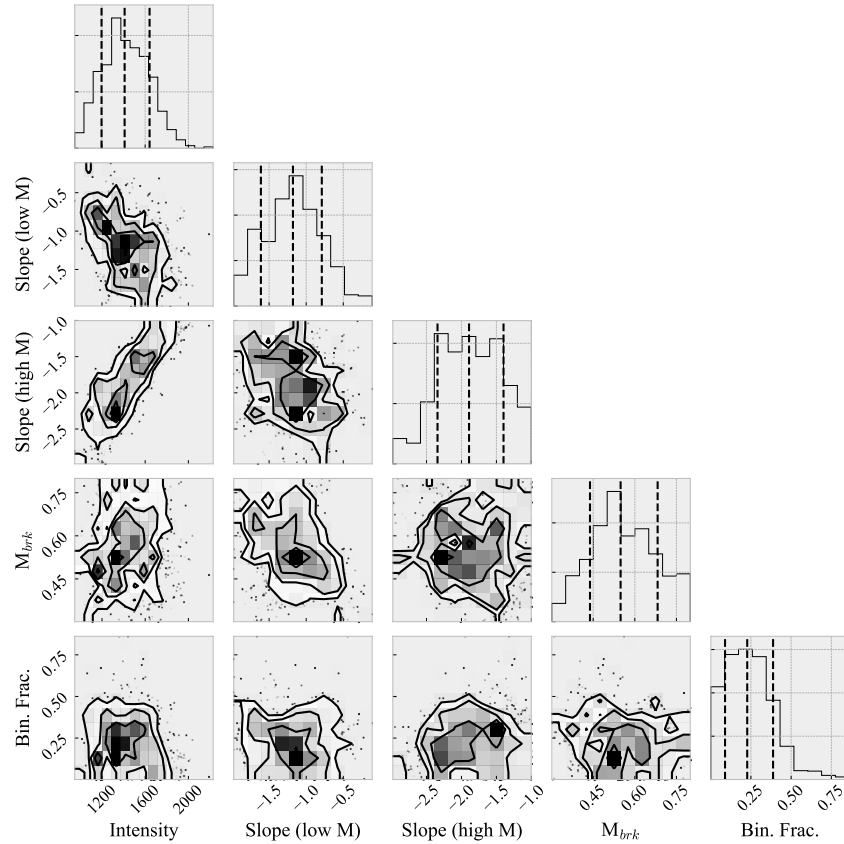 Slope (low M)
−0.5
−1.0
−1.5
Slope (high M)
−1.0
−1.5
−2.0
−2.5
M_brk
0.75
0.60
0.45
Bin. Frac.
0.75
0.50
0.25
1200 1600 2000 −1.5 −1.0 −0.5 −2.5 −2.0 −1.5 −1.0 0.45 0.60 0.75 0.25 0.50 0.75
Intensity Slope (low M) Slope (high M) M_brk Bin. Frac.